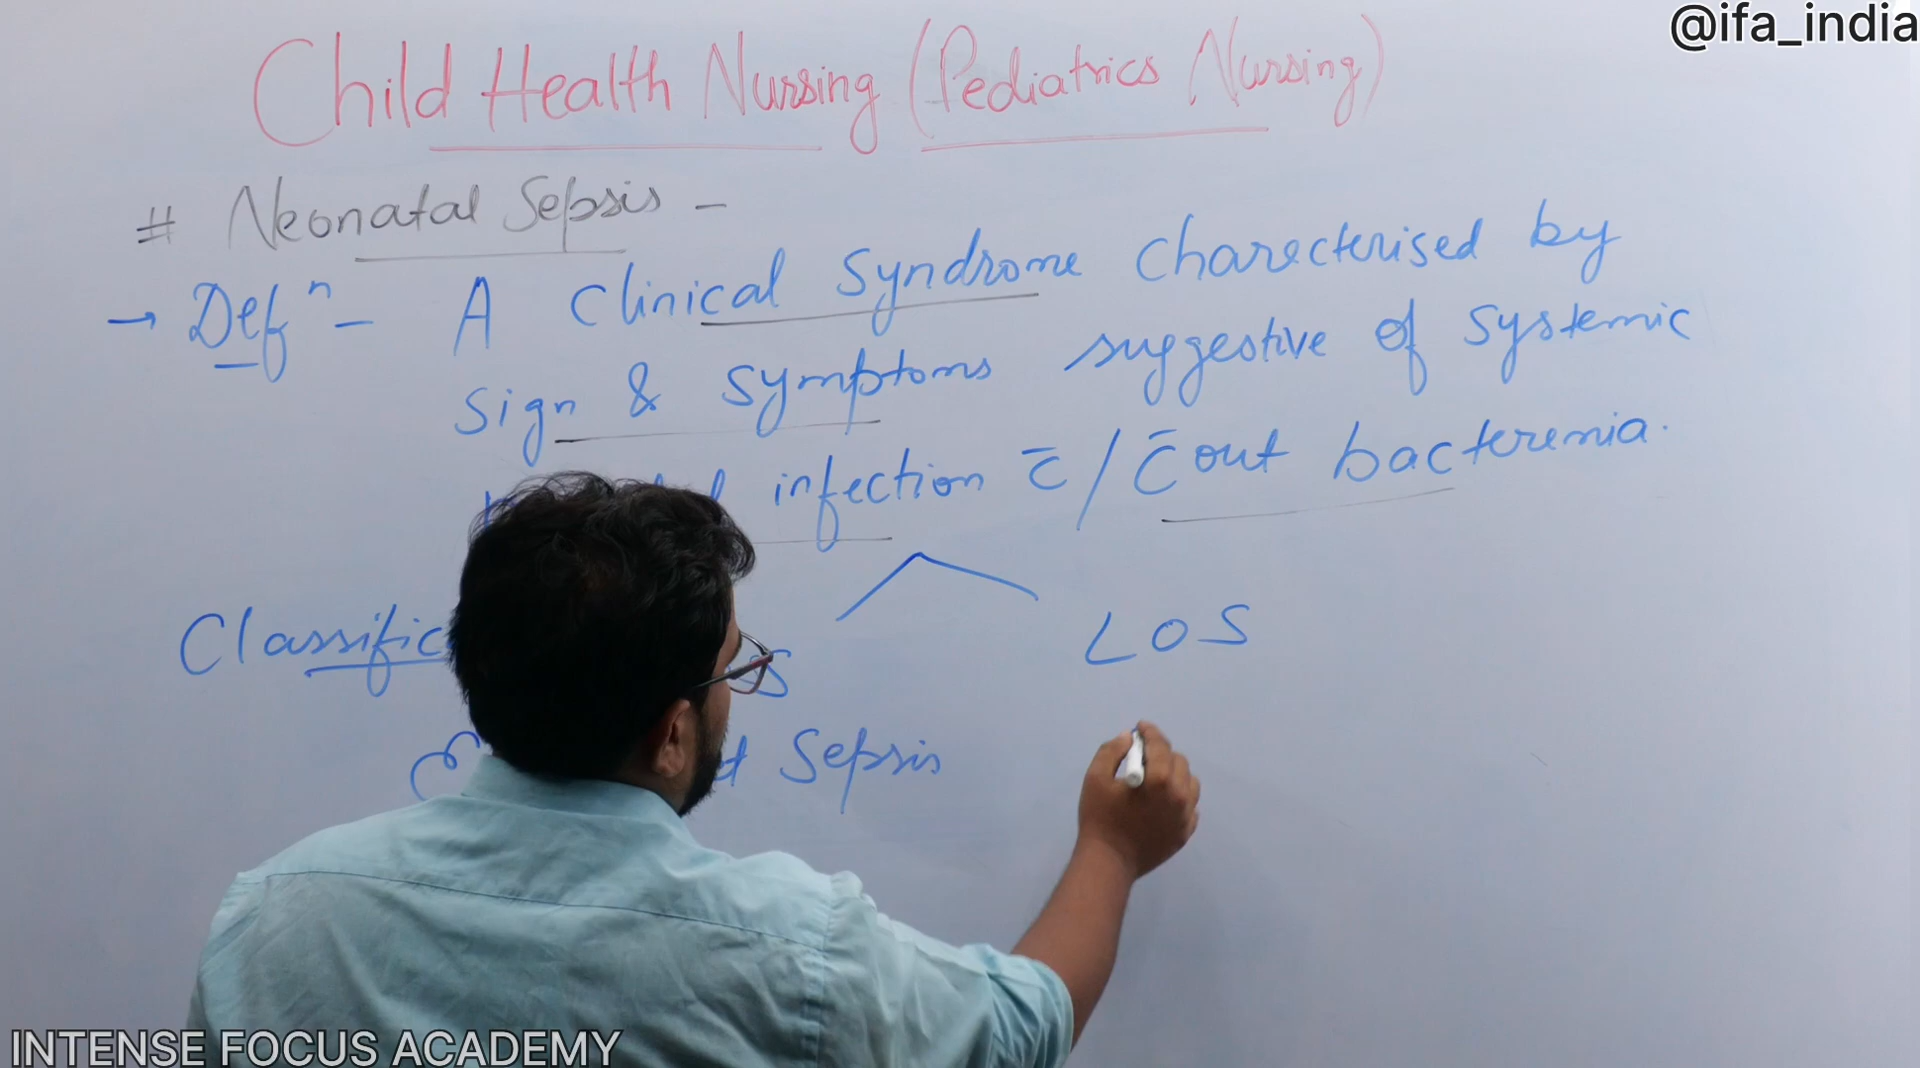 @ifa_india
Child Health Nursing (Pediatrics Nursing)
# Neonatal Sepsis -
→ Defⁿ - A Clinical Syndrome Charecterised by
Sign & Symptoms suggestive of Systemic
infection c̄ / c̄out bacteremia.
LOS
Sepsis
INTENSE FOCUS ACADEMY